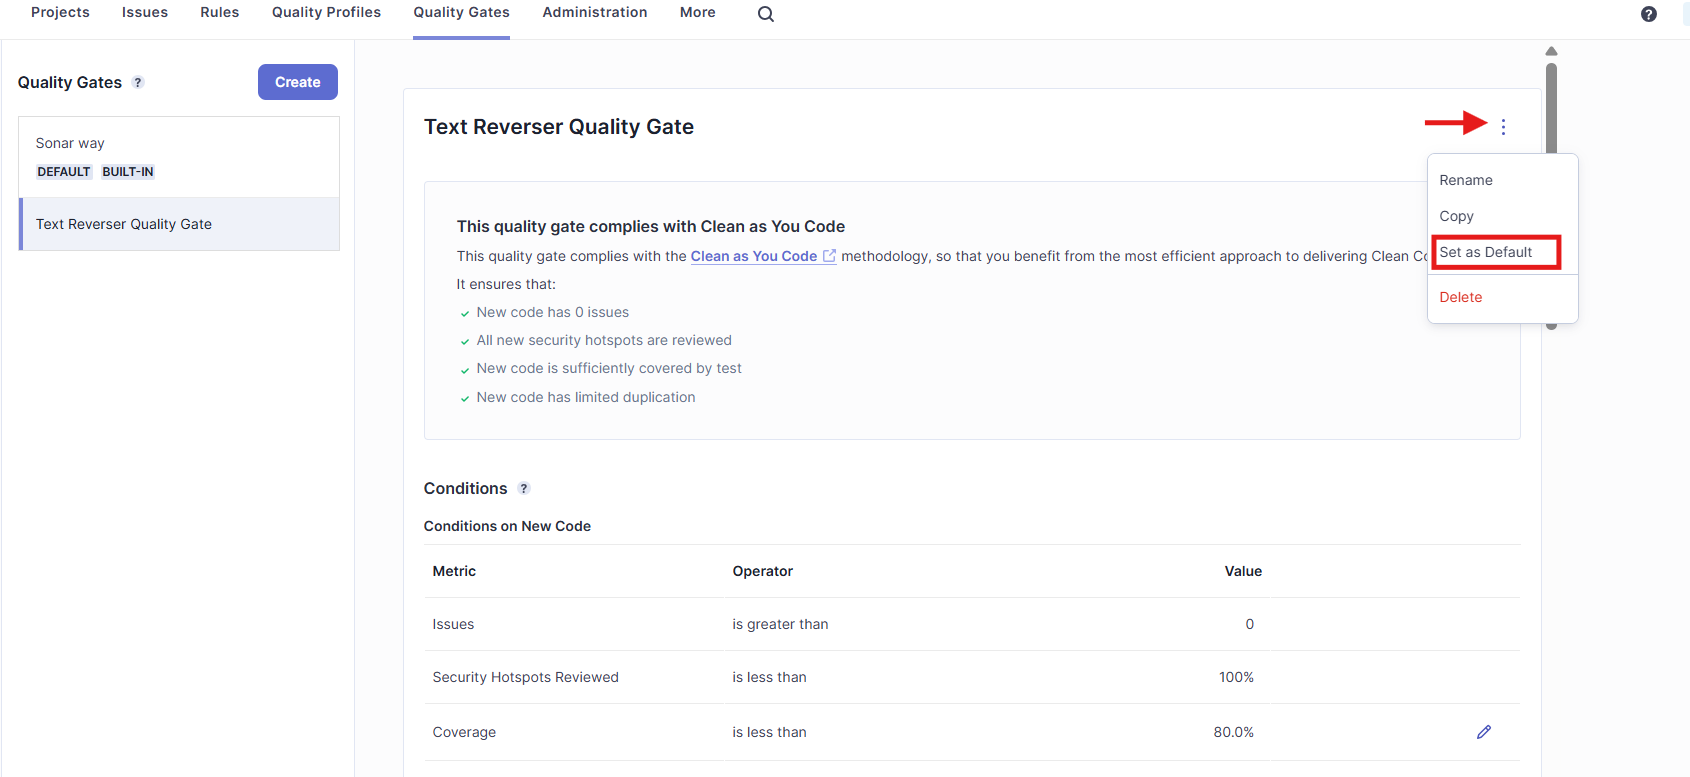 Projects Issues Rules Quality Profiles Quality Gates Administration More ?
Quality Gates ? Create
Sonar way
DEFAULT BUILT-IN
Text Reverser Quality Gate
Text Reverser Quality Gate
Rename
Copy
Set as Default
Delete
This quality gate complies with Clean as You Code
This quality gate complies with the Clean as You Code methodology, so that you benefit from the most efficient approach to delivering Clean
It ensures that:
New code has 0 issues
All new security hotspots are reviewed
New code is sufficiently covered by test
New code has limited duplication
Conditions ?
Conditions on New Code
Metric Operator Value
Issues is greater than 0
Security Hotspots Reviewed is less than 100%
Coverage is less than 80.0%